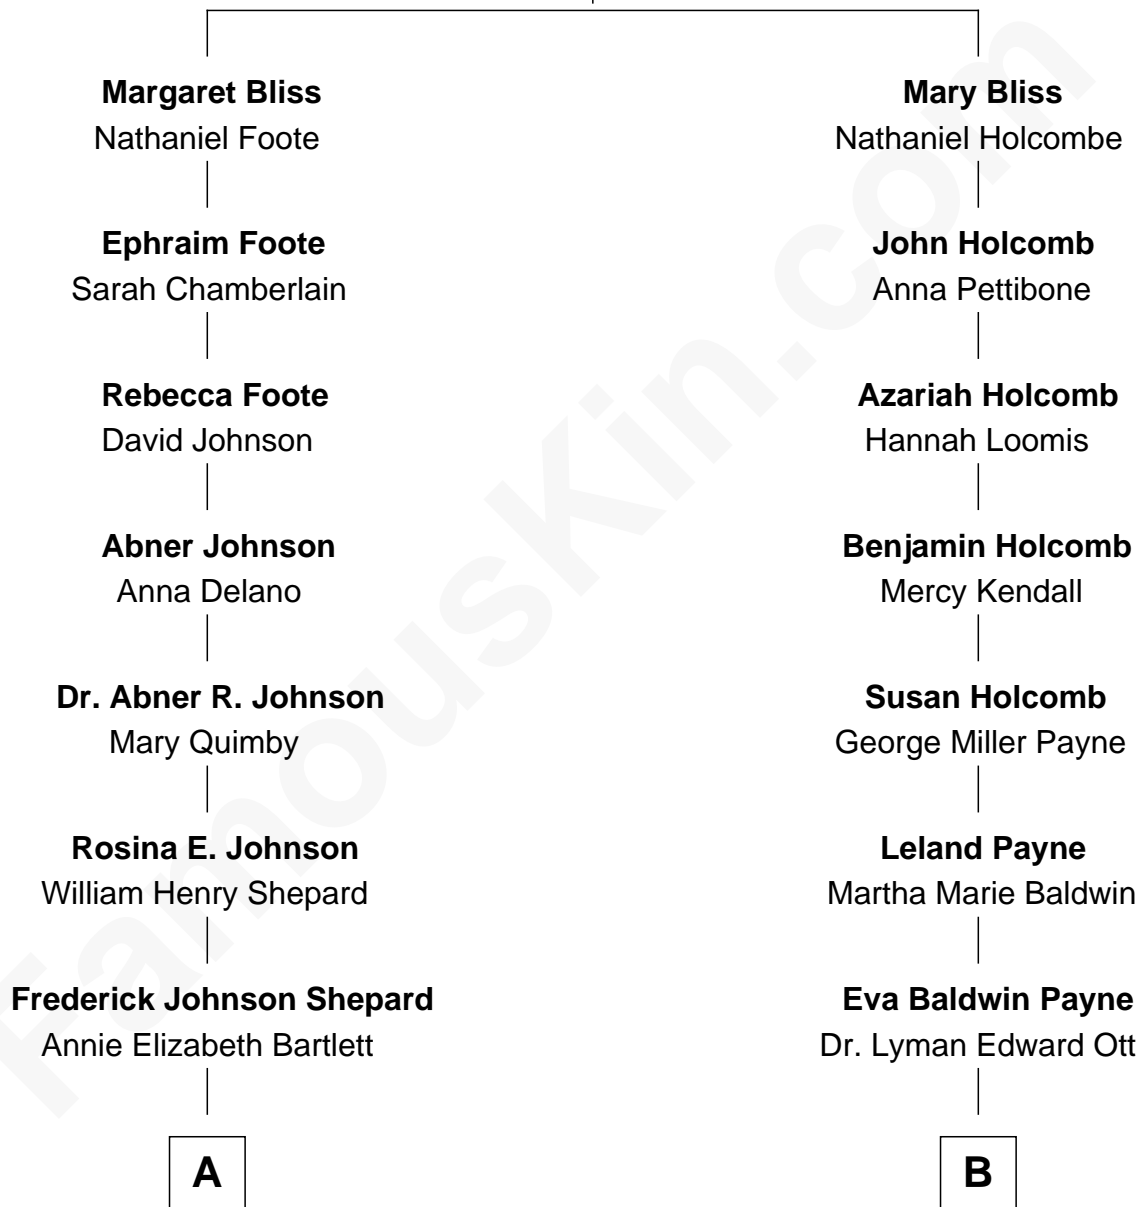 Margaret Bliss
Nathaniel Foote
Mary Bliss
Nathaniel Holcombe
Ephraim Foote
Sarah Chamberlain
John Holcomb
Anna Pettibone
Rebecca Foote
David Johnson
Azariah Holcomb
Hannah Loomis
Abner Johnson
Anna Delano
Benjamin Holcomb
Mercy Kendall
Dr. Abner R. Johnson
Mary Quimby
Susan Holcomb
George Miller Payne
Rosina E. Johnson
William Henry Shepard
Leland Payne
Martha Marie Baldwin
Frederick Johnson Shepard
Annie Elizabeth Bartlett
Eva Baldwin Payne
Dr. Lyman Edward Ott
A
B
FamousKin.com